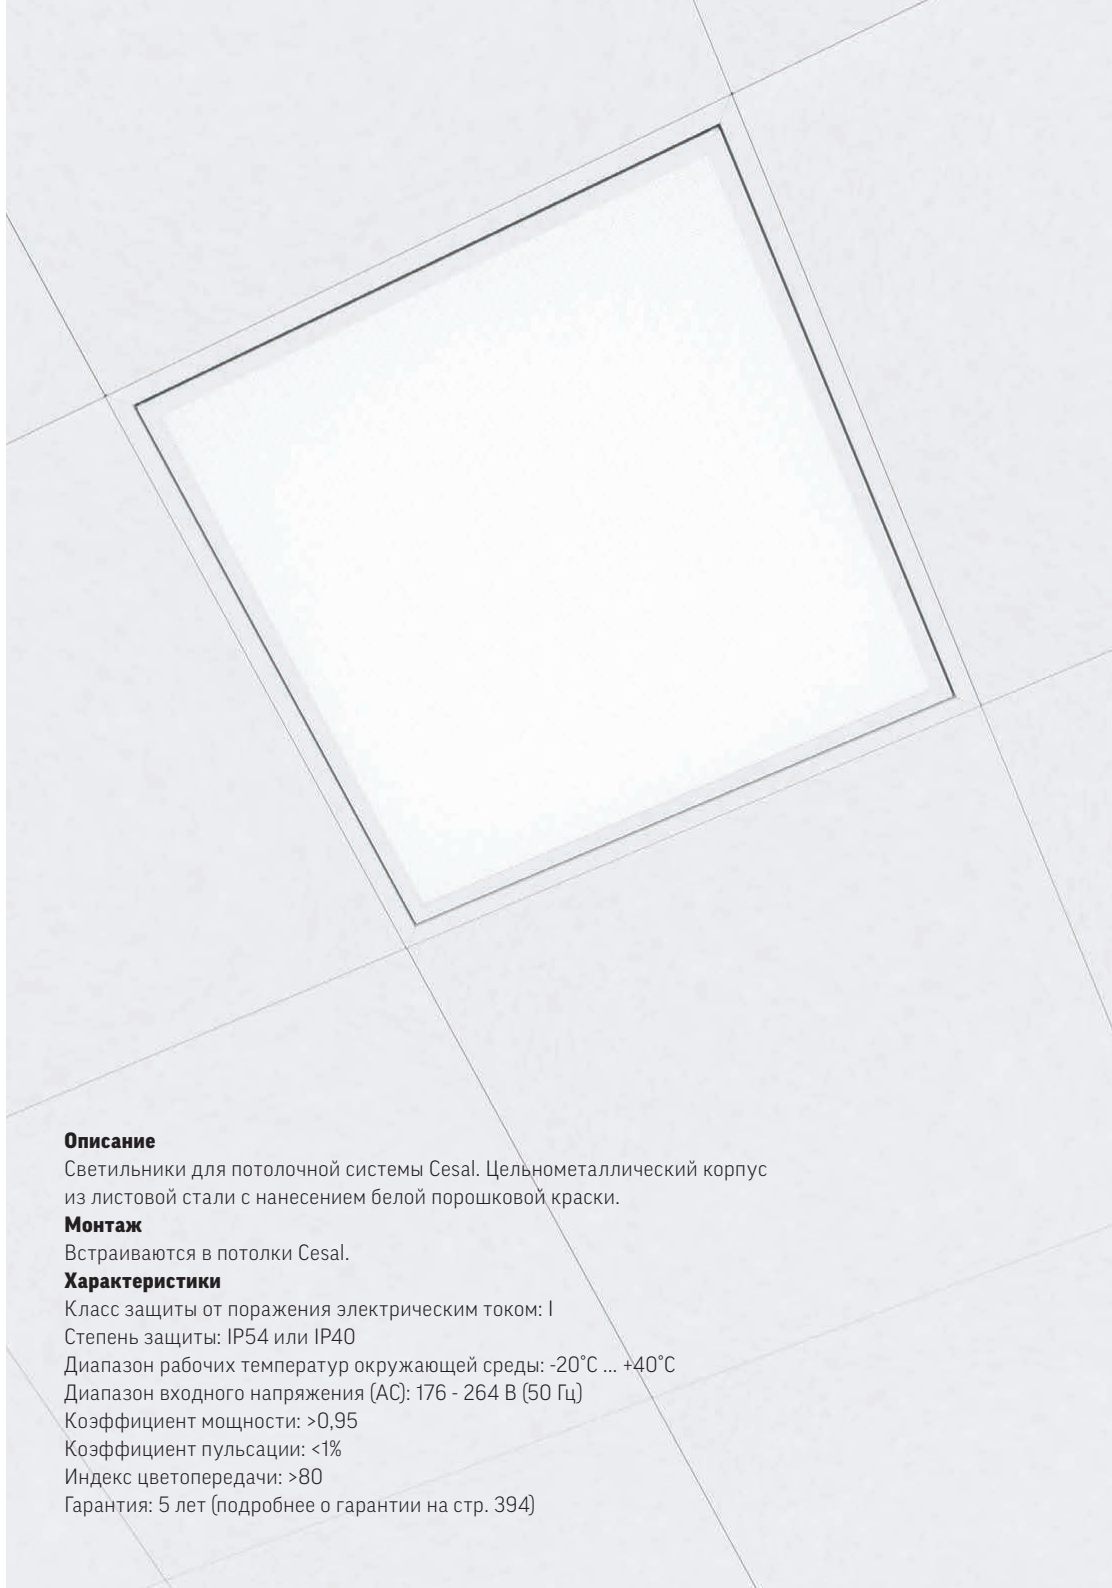 Описание
Светильники для потолочной системы Cesal. Цельнометаллический корпус
из листовой стали с нанесением белой порошковой краски.
Монтаж
Встраиваются в потолки Cesal.
Характеристики
Класс защиты от поражения электрическим током: I
Степень защиты: IP54 или IP40
Диапазон рабочих температур окружающей среды: -20˚С ... +40˚С
Диапазон входного напряжения (АС): 176 - 264 В (50 Гц)
Коэффициент мощности: >0,95
Коэффициент пульсации: <1%
Индекс цветопередачи: >80
Гарантия: 5 лет (подробнее о гарантии на стр. 394)